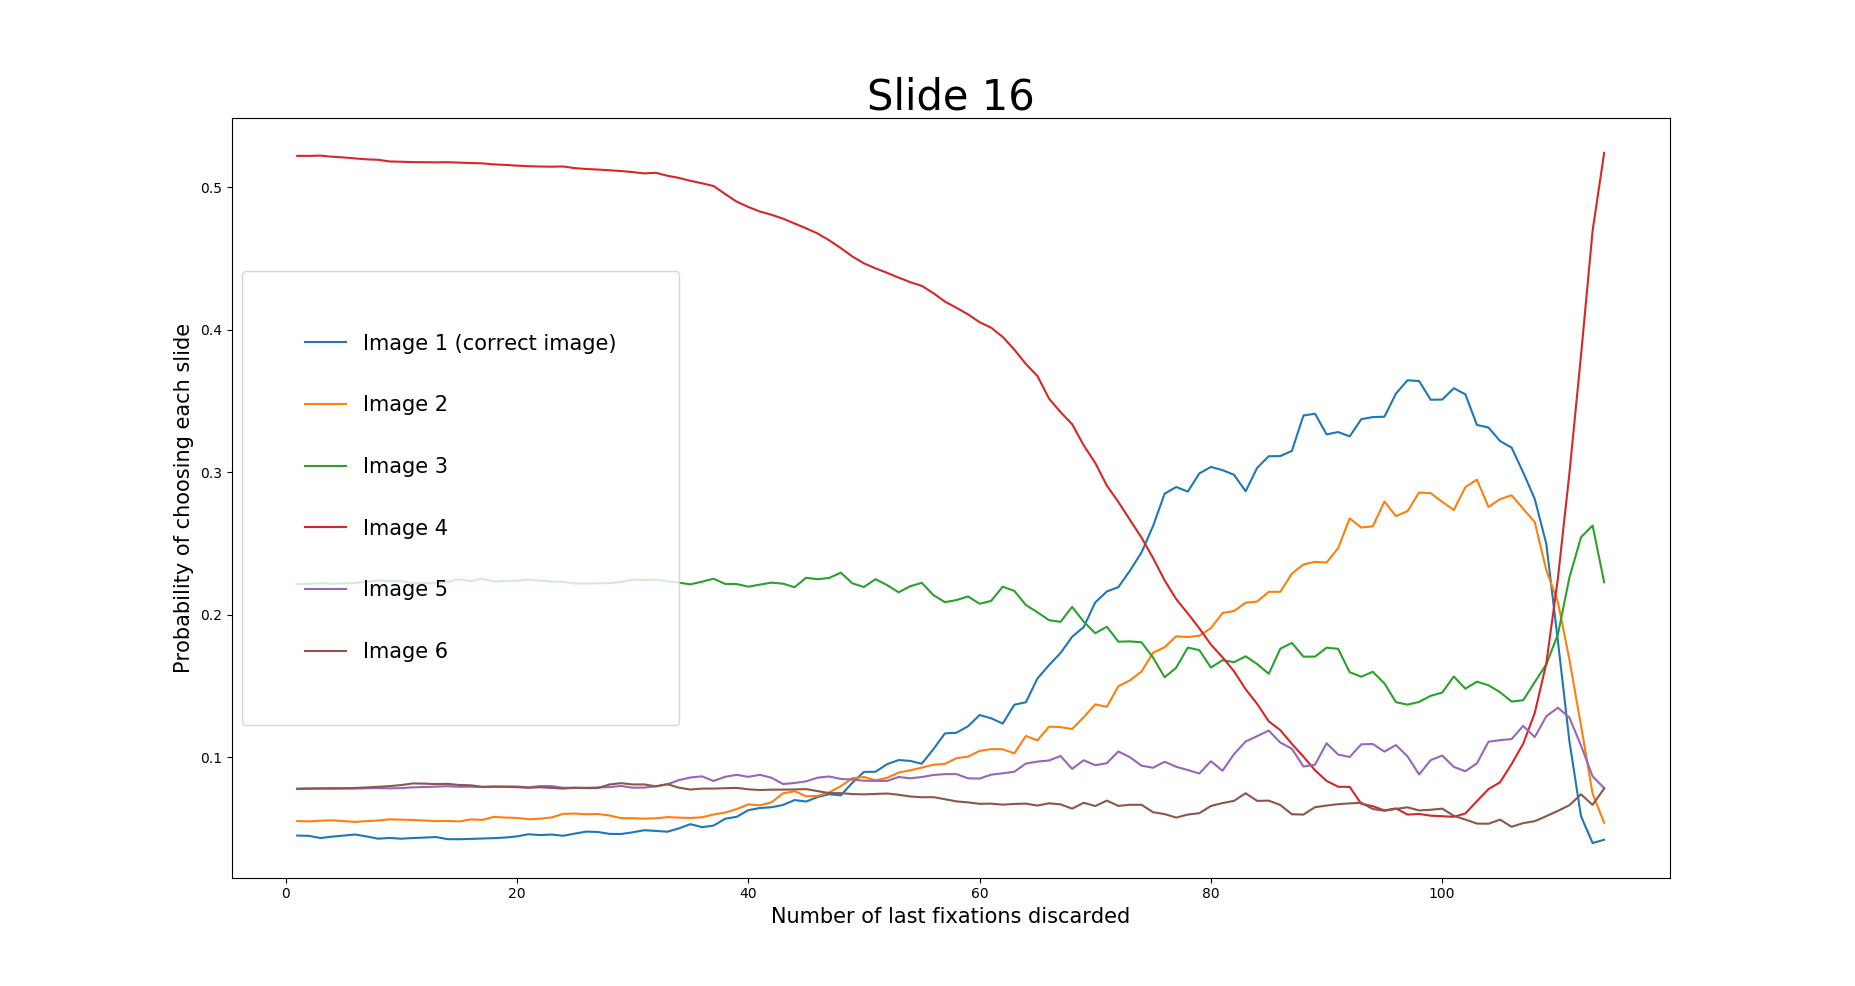 Slide 16
Probability of choosing each slide
0.5
0.4
0.3
0.2
0.1
Image 1 (correct image)
Image 2
Image 3
Image 4
Image 5
Image 6
0 20 40 60 80 100
Number of last fixations discarded